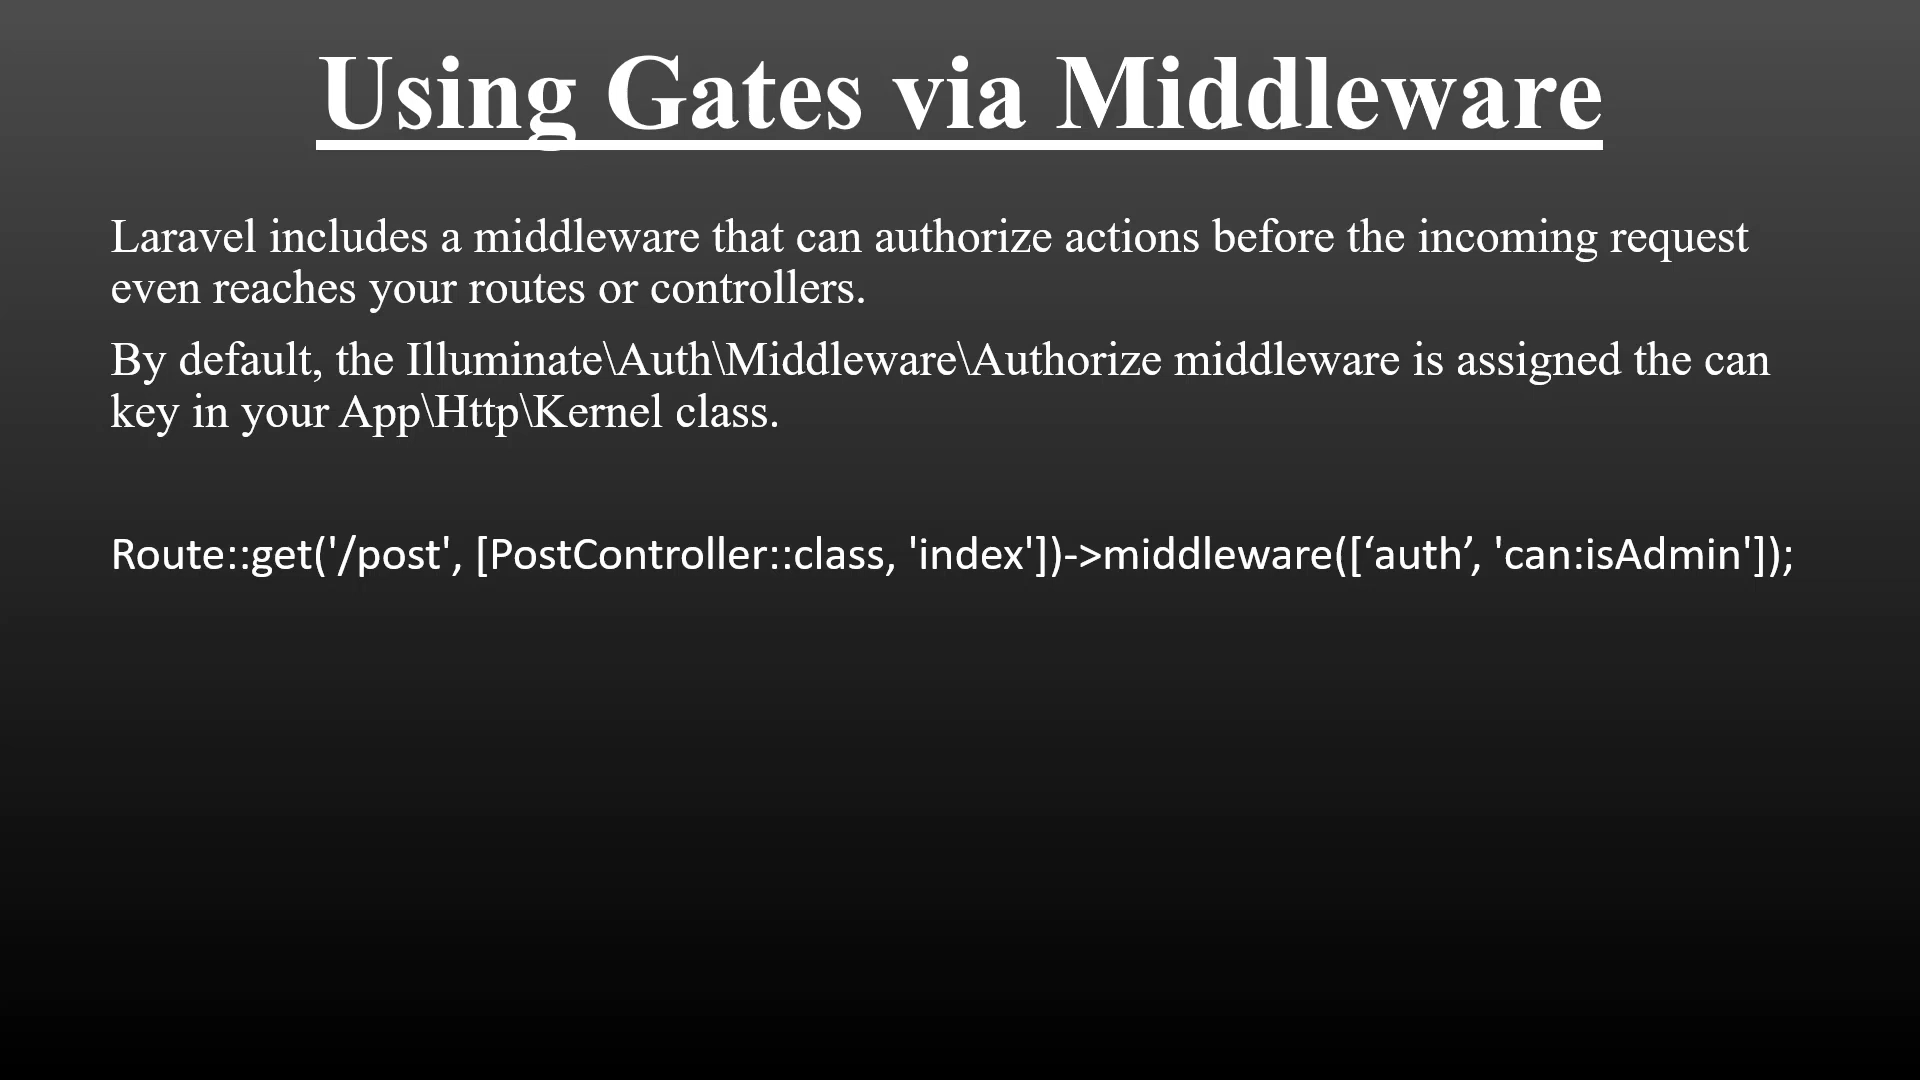 Using Gates via Middleware
Laravel includes a middleware that can authorize actions before the incoming request
even reaches your routes or controllers.
By default, the Illuminate\Auth\Middleware\Authorize middleware is assigned the can
key in your App\Http\Kernel class.
Route::get('/post', [PostController::class, 'index'])->middleware([‘auth’, 'can:isAdmin']);